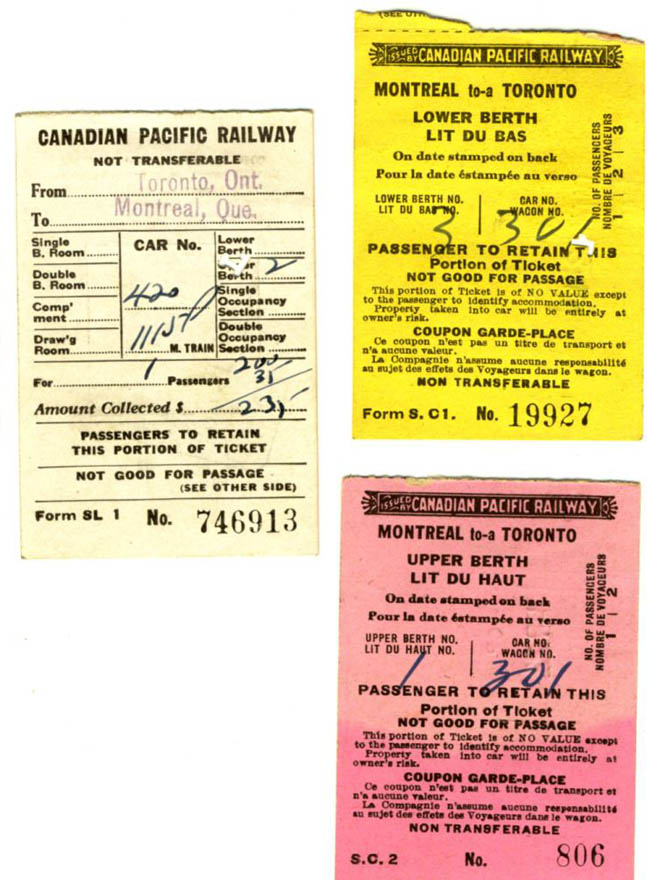 CANADIAN PACIFIC RAILWAY
NOT TRANSFERABLE
From Toronto, Ont.
To Montreal, Que.
Single B. Room
Double B. Room
Comp'ment
Draw'g Room
CAR No.
420
1115
M. TRAIN
Lower Berth
Berth 2
Single Occupancy Section
Double Occupancy Section
For 1 Passengers 200
31
Amount Collected $ 231
PASSENGERS TO RETAIN
THIS PORTION OF TICKET
NOT GOOD FOR PASSAGE
(SEE OTHER SIDE)
Form SL 1 No. 746913
(SEE OUT
ISSUED BY CANADIAN PACIFIC RAILWAY
MONTREAL to-a TORONTO
LOWER BERTH
LIT DU BAS
On date stamped on back
Pour la date éstampée au verso
LOWER BERTH NO.
LIT DU BAS NO.
3
CAR NO.
WAGON NO.
301
NO. OF PASSENGERS
NOMBRE DE VOYAGEURS
1 | 2 | 3
PASSENGER TO RETAIN THIS
Portion of Ticket
NOT GOOD FOR PASSAGE
This portion of Ticket is of NO VALUE except
to the passenger to identify accommodation.
Property taken into car will be entirely at
owner's risk.
COUPON GARDE-PLACE
Ce coupon n'est pas un titre de transport et
n'a aucune valeur.
La Compagnie n'assume aucune responsabilité
au sujet des effets des Voyageurs dans le wagon.
NON TRANSFERABLE
Form S. C1. No. 19927
ISSUED BY CANADIAN PACIFIC RAILWAY
MONTREAL to-a TORONTO
UPPER BERTH
LIT DU HAUT
On date stamped on back
Pour la date éstampée au verso
UPPER BERTH NO.
LIT DU HAUT NO.
1
CAR NO.
WAGON NO.
301
NO. OF PASSENGERS
NOMBRE DE VOYAGEURS
1 | 2
PASSENGER TO RETAIN THIS
Portion of Ticket
NOT GOOD FOR PASSAGE
This portion of Ticket is of NO VALUE except
to the passenger to identify accommodation.
Property taken into car will be entirely at
owner's risk.
COUPON GARDE-PLACE
Ce coupon n'est pas un titre de transport et
n'a aucune valeur.
La Compagnie n'assume aucune responsabilité
au sujet des effets des Voyageurs dans le wagon.
NON TRANSFERABLE
S.C. 2 No. 806